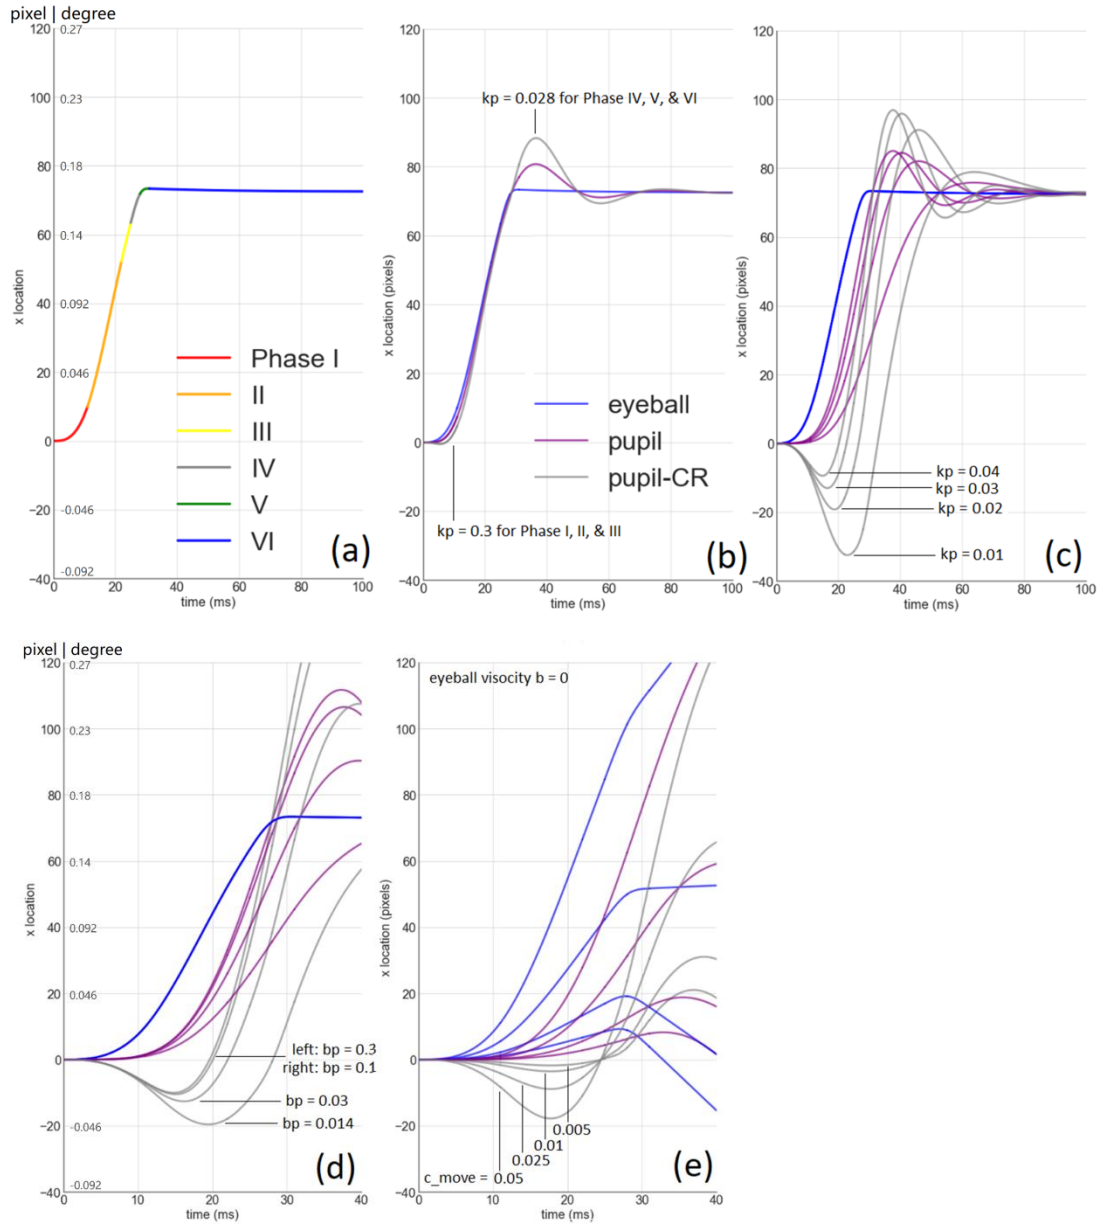 pixel | degree
120
0.27
100
0.23
80
0.18
60
0.14
40
0.092
20
0.046
0
−20
-0.046
−40
-0.092
x location
0 20 40 60 80 100
time (ms)
Phase I
II
III
IV
V
VI
(a)
120
100
80
60
40
20
0
−20
−40
x location (pixels)
0 20 40 60 80 100
time (ms)
kp = 0.028 for Phase IV, V, & VI
eyeball
pupil
pupil-CR
kp = 0.3 for Phase I, II, & III
(b)
120
100
80
60
40
20
0
−20
−40
0 20 40 60 80 100
time (ms)
kp = 0.04
kp = 0.03
kp = 0.02
kp = 0.01
(c)
pixel | degree
120
0.27
100
0.23
80
0.18
60
0.14
40
0.092
20
0.046
0
−20
-0.046
−40
-0.092
x location
0 10 20 30 40
time (ms)
left: bp = 0.3
right: bp = 0.1
bp = 0.03
bp = 0.014
(d)
120
100
80
60
40
20
0
−20
−40
x location (pixels)
0 10 20 30 40
time (ms)
eyeball visocity b = 0
0.005
0.01
0.025
c_move = 0.05
(e)